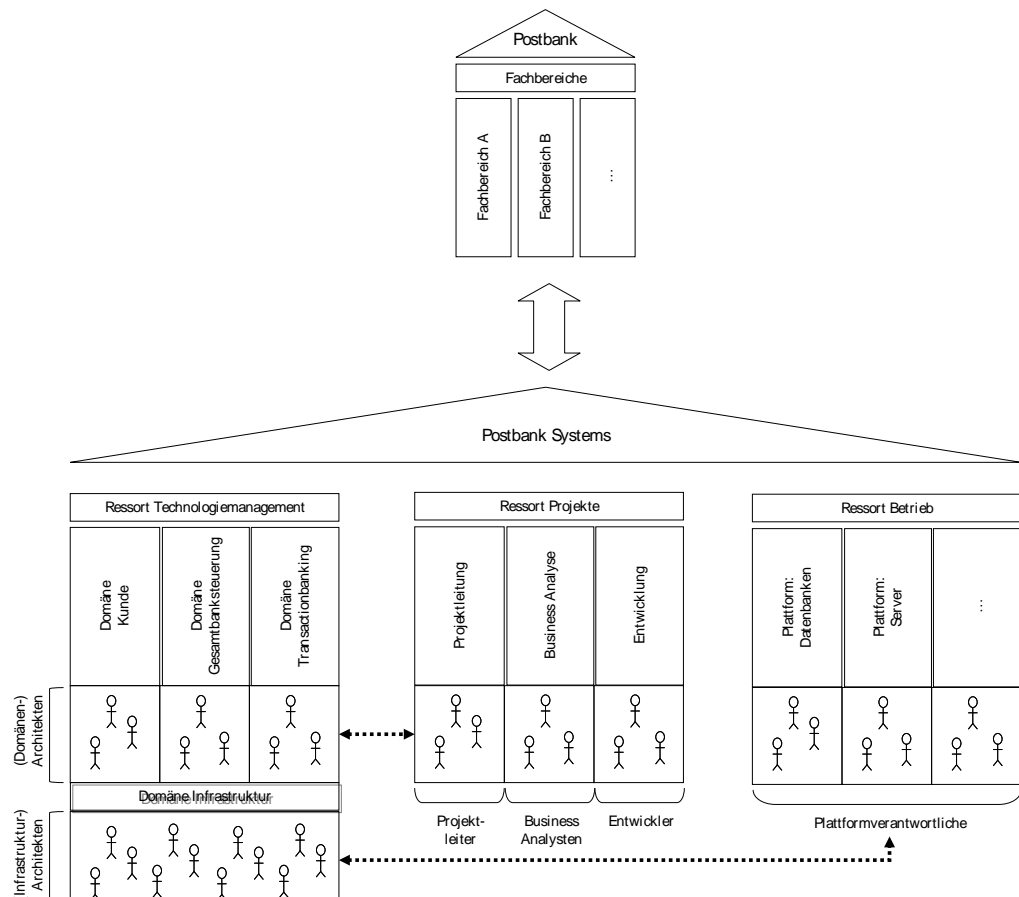 Postbank
Fachbereiche
Fachbereich A
Fachbereich B
...
Postbank Systems
Ressort Technologiemanagement
Domäne
Kunde
Domäne
Gesamtbanksteuerung
Domäne
Transactionbanking
Ressort Projekte
Projektleitung
Business Analyse
Entwicklung
Ressort Betrieb
Plattform:
Datenbanken
Plattform:
Server
...
(Domänen-)
Architekten
Domäne Infrastruktur
Infrastruktur-)
Architekten
Projekt-
leiter
Business
Analysten
Entwickler
Plattformverantwortliche